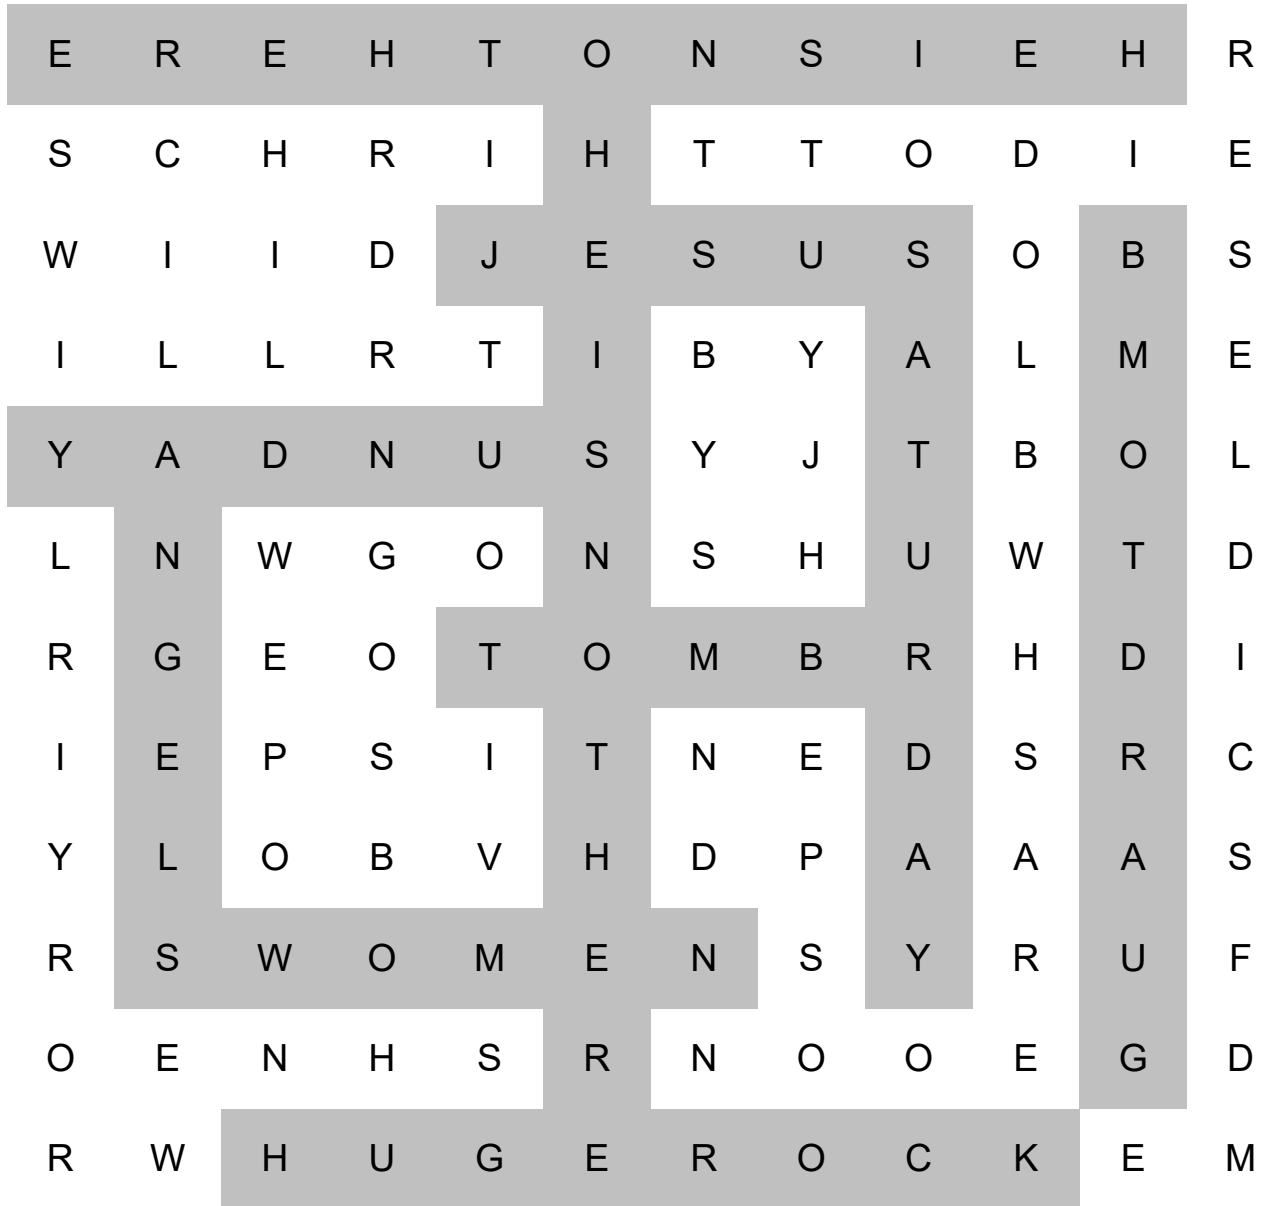 E R E H T O N S I E H R
S C H R I H T T O D I E
W I I D J E S U S O B S
I L L R T I B Y A L M E
Y A D N U S Y J T B O L
L N W G O N S H U W T D
R G E O T O M B R H D I
I E P S I T N E D S R C
Y L O B V H D P A A A S
R S W O M E N S Y R U F
O E N H S R N O O E G D
R W H U G E R O C K E M